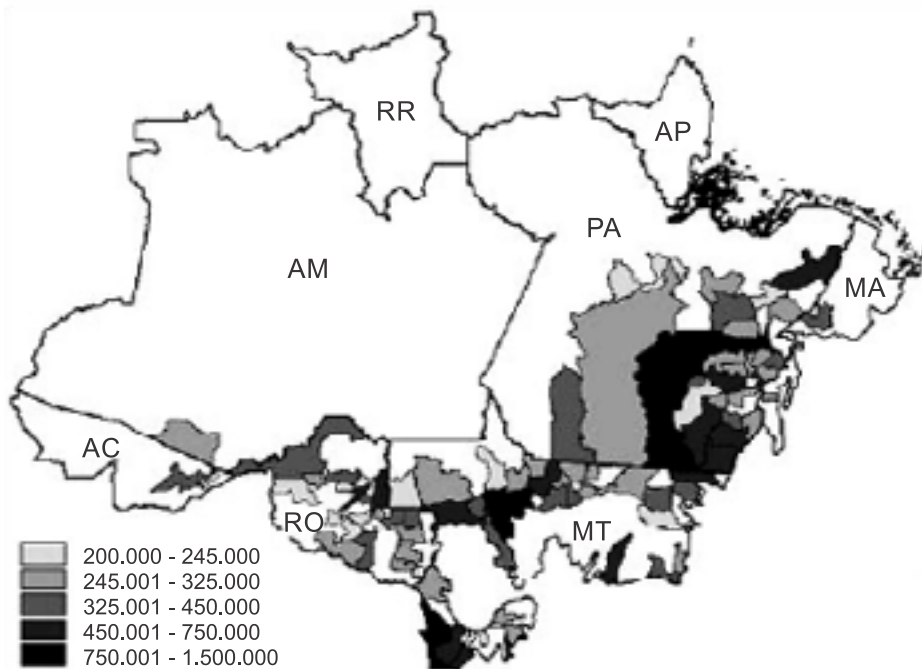 RR
AP
PA
AM
MA
AC
RO
MT
200.000 - 245.000
245.001 - 325.000
325.001 - 450.000
450.001 - 750.000
750.001 - 1.500.000